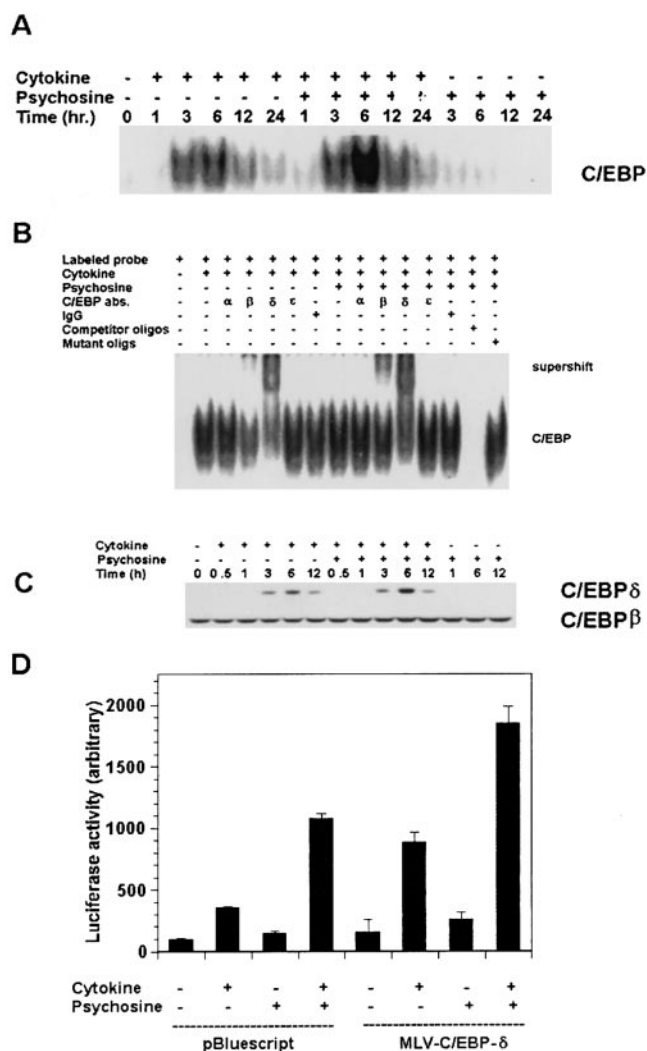 A
Cytokine - + + + + + + + + + + - - - -
Psychosine - - - - - - + + + + + + + + +
Time (hr.) 0 1 3 6 12 24 1 3 6 12 24 3 6 12 24
C/EBP
B
Labeled probe + + + + + + + + + + + + + + +
Cytokine - + + + + + + + + + + + + + +
Psychosine - - - - - - - + + + + + + + +
C/EBP abs. - - α β δ ε - - α β δ ε - - -
IgG - - - - - - + - - - - - + - -
Competitor oligos - - - - - - - - - - - - - + -
Mutant oligs - - - - - - - - - - - - - - +
supershift
C/EBP
Cytokine - + + + + + + + + + + - - -
Psychosine - - - - - - + + + + + + + +
Time (h) 0 0.5 1 3 6 12 0.5 1 3 6 12 1 6 12
C
C/EBPδ
C/EBPβ
D
Luciferase activity (arbitrary)
2000
1500
1000
500
0
Cytokine - + - + - + - +
Psychosine - - + + - - + +
pBluescript MLV-C/EBP-δ